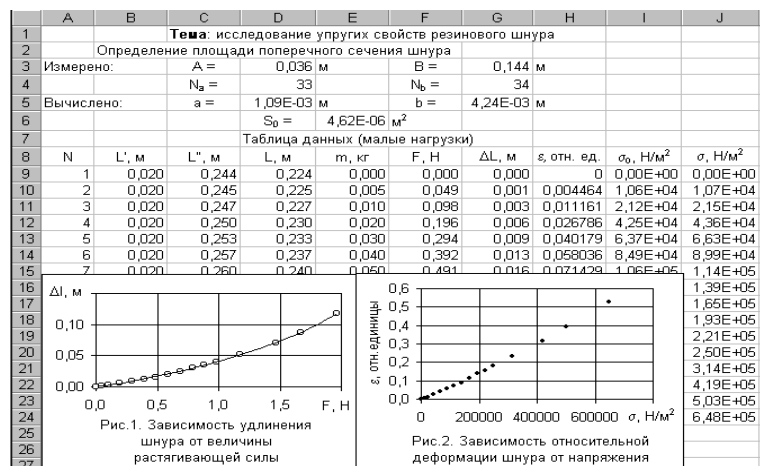 A B C D E F G H I J
1 Тема: исследование упругих свойств резинового шнура
2 Определение площади поперечного сечения шнура
3 Измерено: A = 0,036 м B = 0,144 м
4 Nₐ = 33 N_b = 34
5 Вычислено: a = 1,09E-03 м b = 4,24E-03 м
6 S₀ = 4,62E-06 м²
7 Таблица данных (малые нагрузки)
8 N L', м L", м L, м m, кг F, Н ΔL, м ε, отн. ед. σ₀, Н/м² σ, Н/м²
9 1 0,020 0,244 0,224 0,000 0,000 0,000 0 0,00E+00 0,00E+00
10 2 0,020 0,245 0,225 0,005 0,049 0,001 0,004464 1,06E+04 1,07E+04
11 3 0,020 0,247 0,227 0,010 0,098 0,003 0,011161 2,12E+04 2,15E+04
12 4 0,020 0,250 0,230 0,020 0,196 0,006 0,026786 4,25E+04 4,36E+04
13 5 0,020 0,253 0,233 0,030 0,294 0,009 0,040179 6,37E+04 6,63E+04
14 6 0,020 0,257 0,237 0,040 0,392 0,013 0,058036 8,49E+04 8,99E+04
15 7 0,020 0,260 0,240 0,050 0,491 0,016 0,071429 1,06E+05 1,14E+05
16 1,39E+05
17 1,65E+05
18 1,93E+05
19 2,21E+05
20 2,50E+05
21 3,14E+05
22 4,19E+05
23 5,03E+05
24 6,48E+05
25
26
27
Δl, м
0,10
0,05
0,00
0,0 0,5 1,0 1,5 F, Н
Рис.1. Зависимость удлинения
шнура от величины
растягивающей силы
ε, отн.единицы
0,6
0,5
0,4
0,3
0,2
0,1
0,0
0 200000 400000 600000 σ, Н/м²
Рис.2. Зависимость относительной
деформации шнура от напряжения